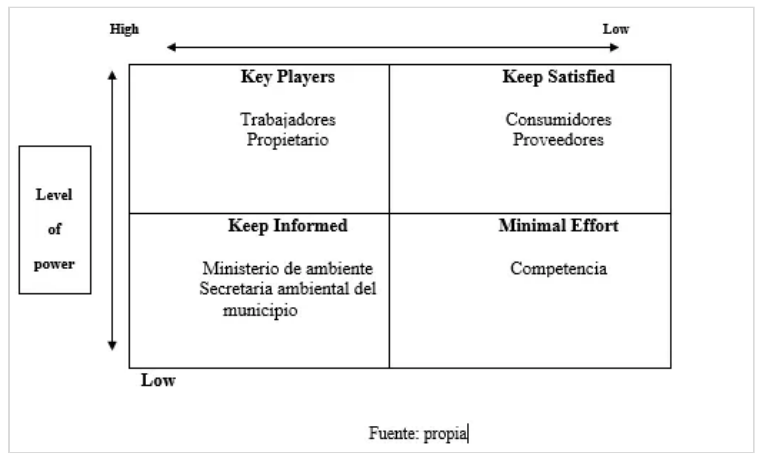 High
Low
Key Players
Keep Satisfied
Trabajadores
Propietario
Consumidores
Proveedores
Level
of
power
Keep Informed
Minimal Effort
Ministerio de ambiente
Secretaria ambiental del
municipio
Competencia
Low
Fuente: propia